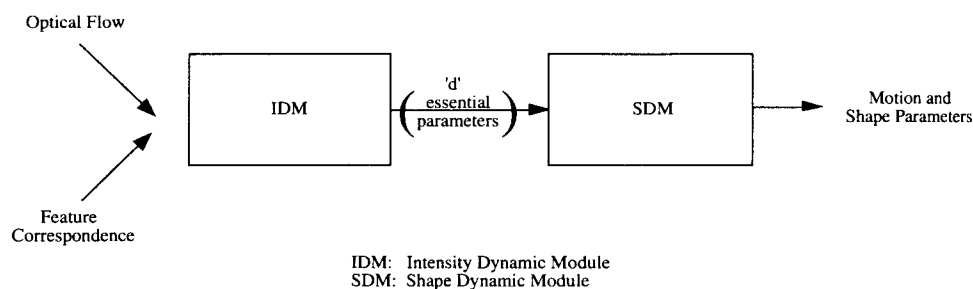 Optical Flow
IDM
'd'
essential
parameters
SDM
Motion and
Shape Parameters
Feature
Correspondence
IDM: Intensity Dynamic Module
SDM: Shape Dynamic Module